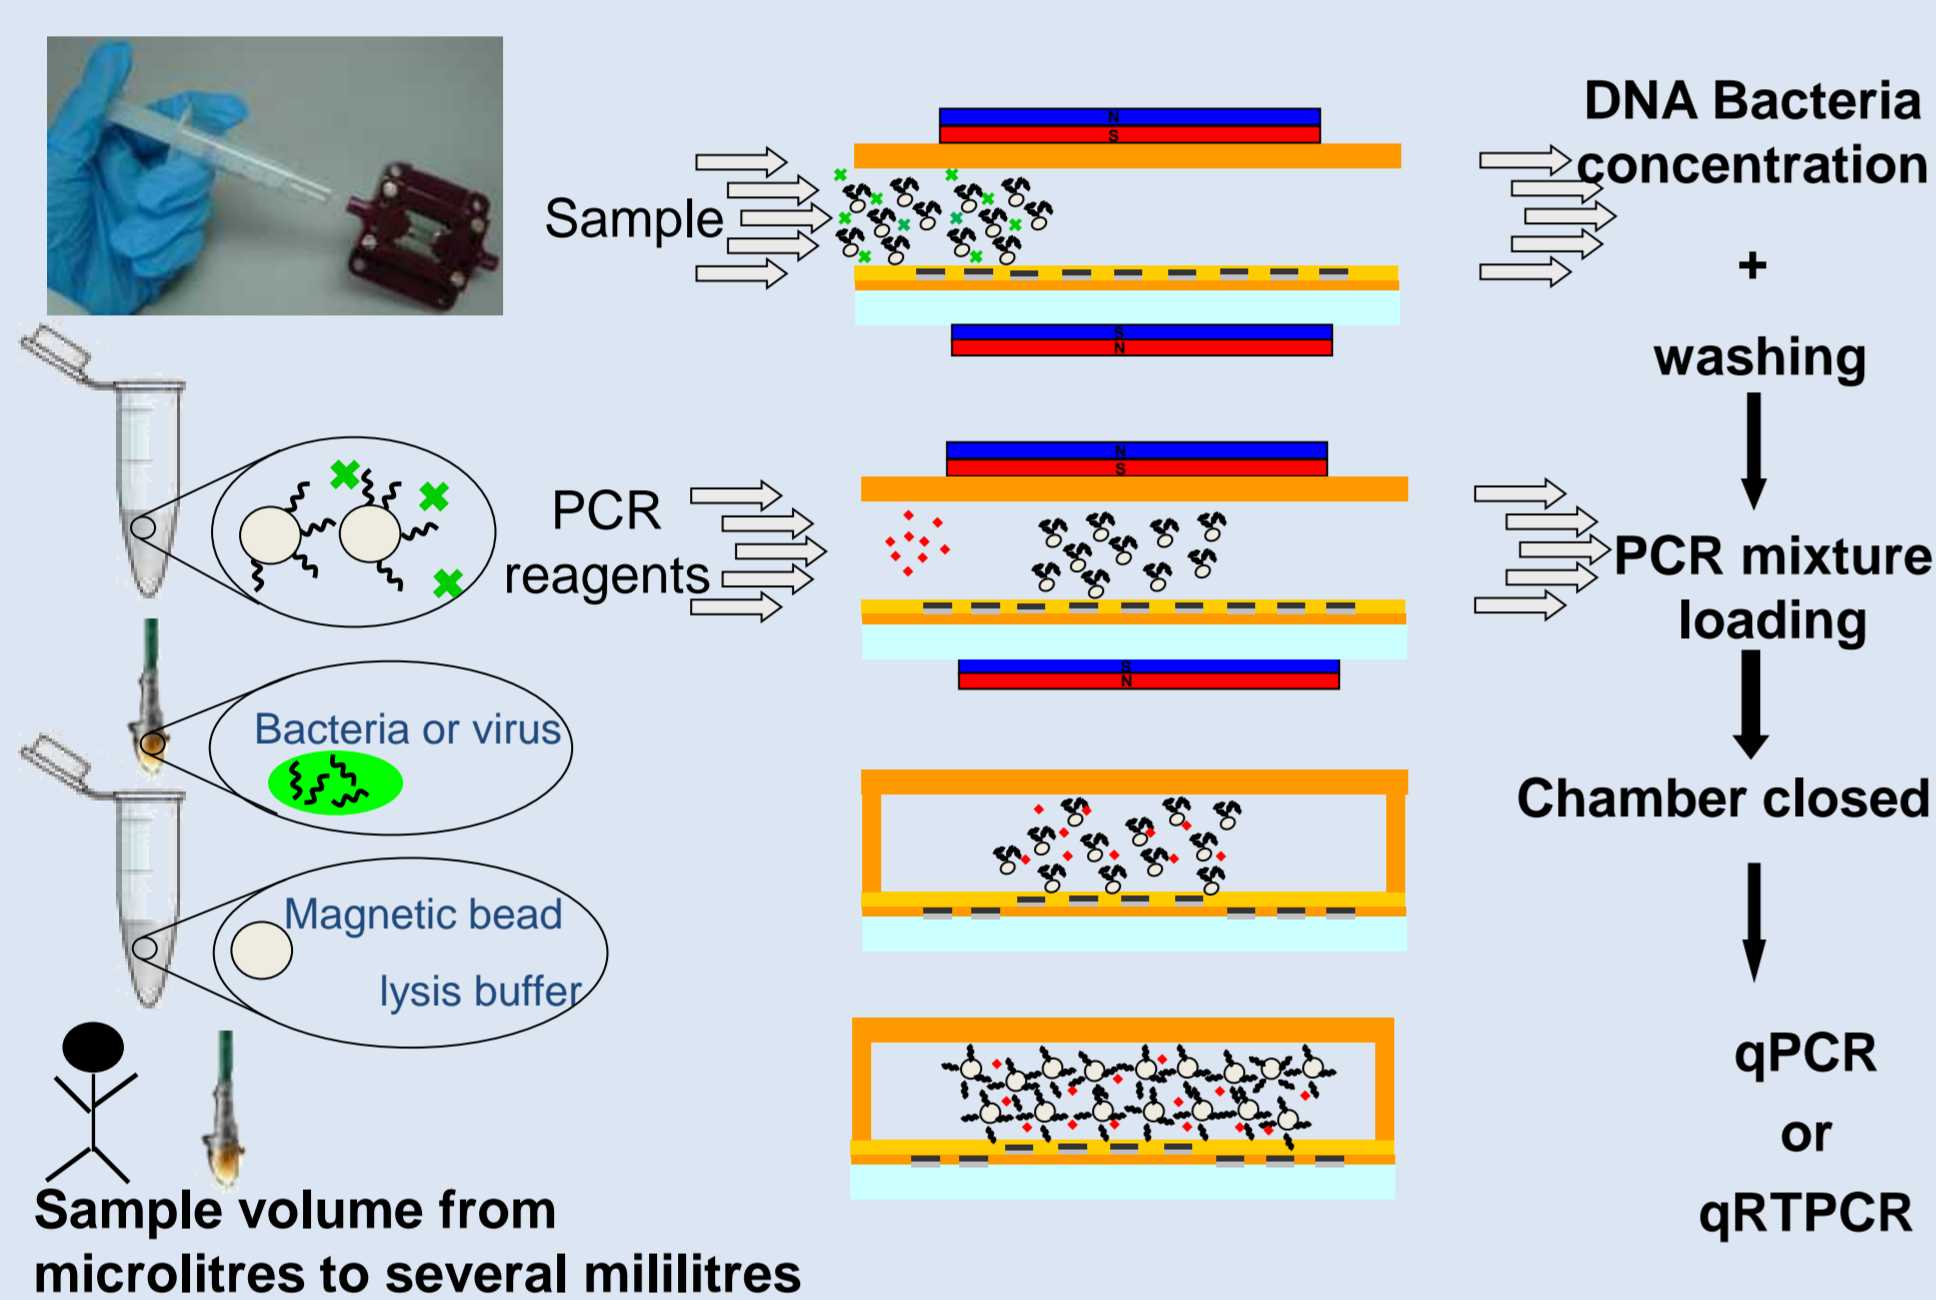 DNA Bacteria
concentration
+
washing
N
S
Sample
S
N
PCR
reagents
N
S
S
N
PCR mixture
loading
Bacteria or virus
Chamber closed
Magnetic bead
lysis buffer
qPCR
or
qRTPCR
Sample volume from
microlitres to several mililitres